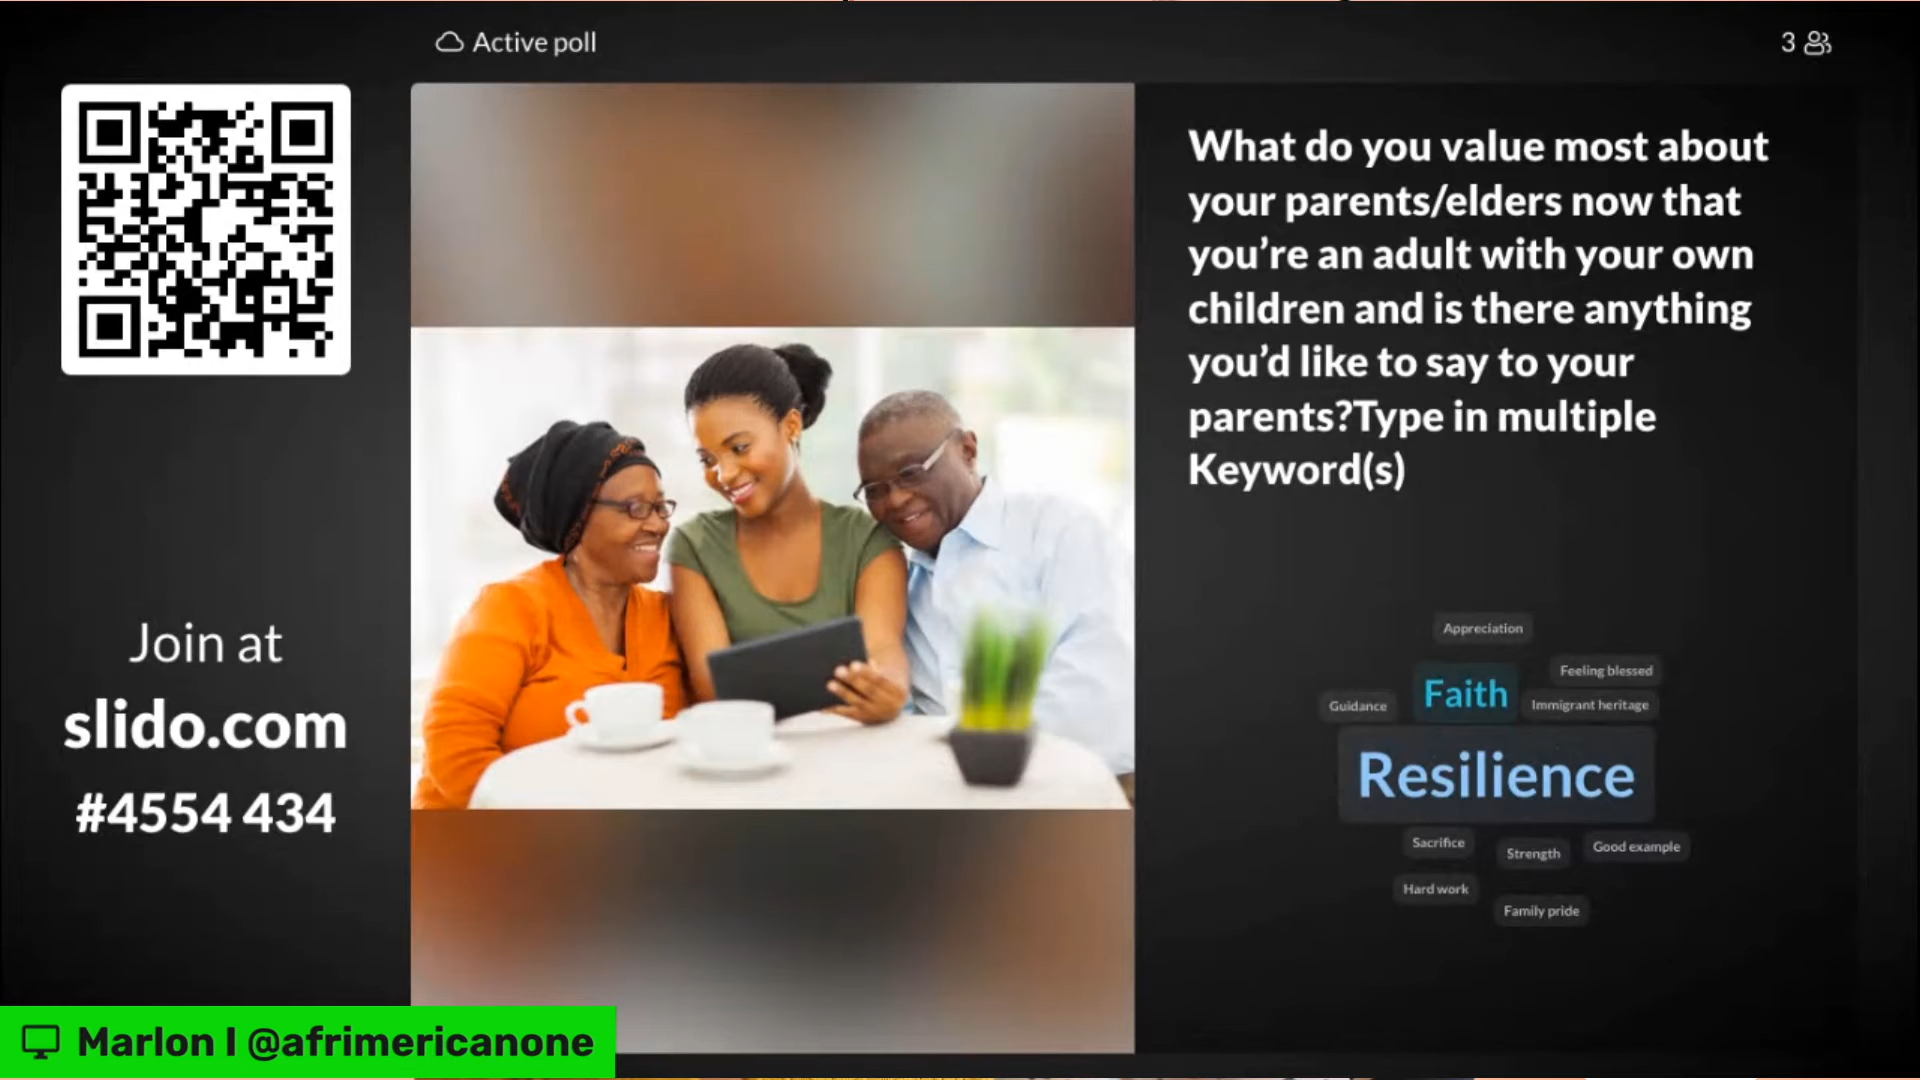 Active poll
3
What do you value most about
your parents/elders now that
you're an adult with your own
children and is there anything
you'd like to say to your
parents?Type in multiple
Keyword(s)
Join at
slido.com
#4554 434
Appreciation
Feeling blessed
Faith
Guidance
Immigrant heritage
Resilience
Sacrifice
Strength
Good example
Hard work
Family pride
Marlon I @afrimericanone